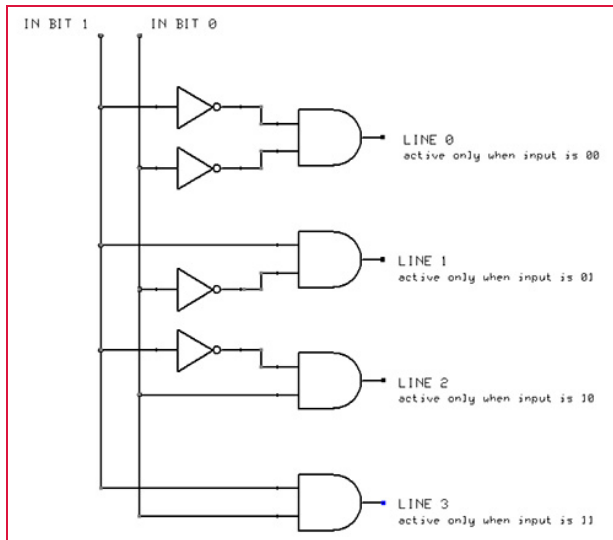 IN BIT 1 IN BIT 0
LINE 0
active only when input is 00
LINE 1
active only when input is 01
LINE 2
active only when input is 10
LINE 3
active only when input is 11